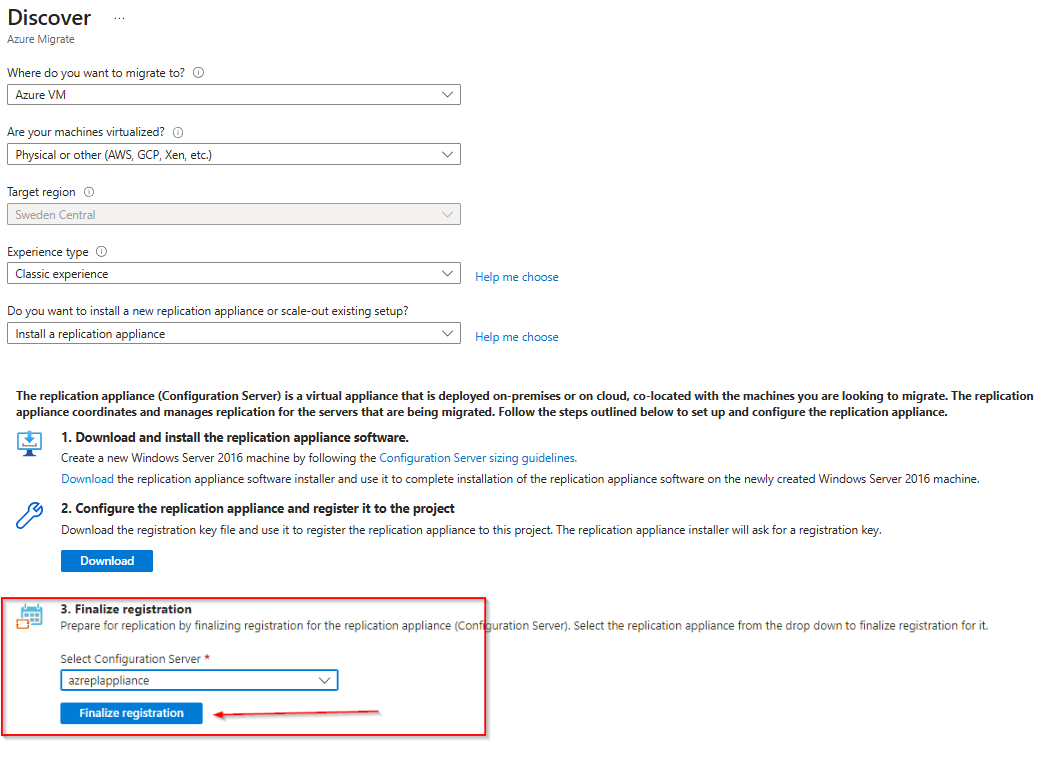 Discover ...
Azure Migrate
Where do you want to migrate to?
Azure VM
Are your machines virtualized?
Physical or other (AWS, GCP, Xen, etc.)
Target region
Sweden Central
Experience type
Classic experience
Help me choose
Do you want to install a new replication appliance or scale-out existing setup?
Install a replication appliance
Help me choose
The replication appliance (Configuration Server) is a virtual appliance that is deployed on-premises or on cloud, co-located with the machines you are looking to migrate. The replication
appliance coordinates and manages replication for the servers that are being migrated. Follow the steps outlined below to set up and configure the replication appliance.
1. Download and install the replication appliance software.
Create a new Windows Server 2016 machine by following the Configuration Server sizing guidelines.
Download the replication appliance software installer and use it to complete installation of the replication appliance software on the newly created Windows Server 2016 machine.
2. Configure the replication appliance and register it to the project
Download the registration key file and use it to register the replication appliance to this project. The replication appliance installer will ask for a registration key.
Download
3. Finalize registration
Prepare for replication by finalizing registration for the replication appliance (Configuration Server). Select the replication appliance from the drop down to finalize registration for it.
Select Configuration Server *
azreplappliance
Finalize registration